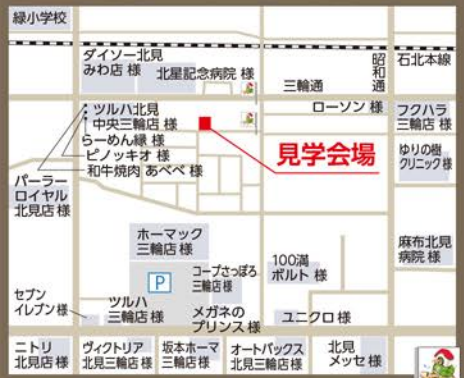 緑小学校
ダイソー北見
みわ店 様
北星記念病院 様
昭和通
石北本線
三輪通
ツルハ北見
中央三輪店 様
らーめん縁 様
ピノッキオ 様
和牛焼肉 あべべ 様
ローソン 様
フクハラ
三輪店 様
見学会場
ゆりの樹
クリニック 様
パーラー
ロイヤル
北見店 様
ホーマック
三輪店 様
麻布北見
病院 様
コープさっぽろ
三輪店 様
100満
ボルト 様
P
セブン
イレブン 様
ツルハ
三輪店 様
メガネの
プリンス 様
ユニクロ 様
ニトリ
北見店 様
ヴィクトリア
北見三輪店 様
坂本ホーマ
三輪店 様
オートバックス
北見三輪店 様
北見
メッセ 様